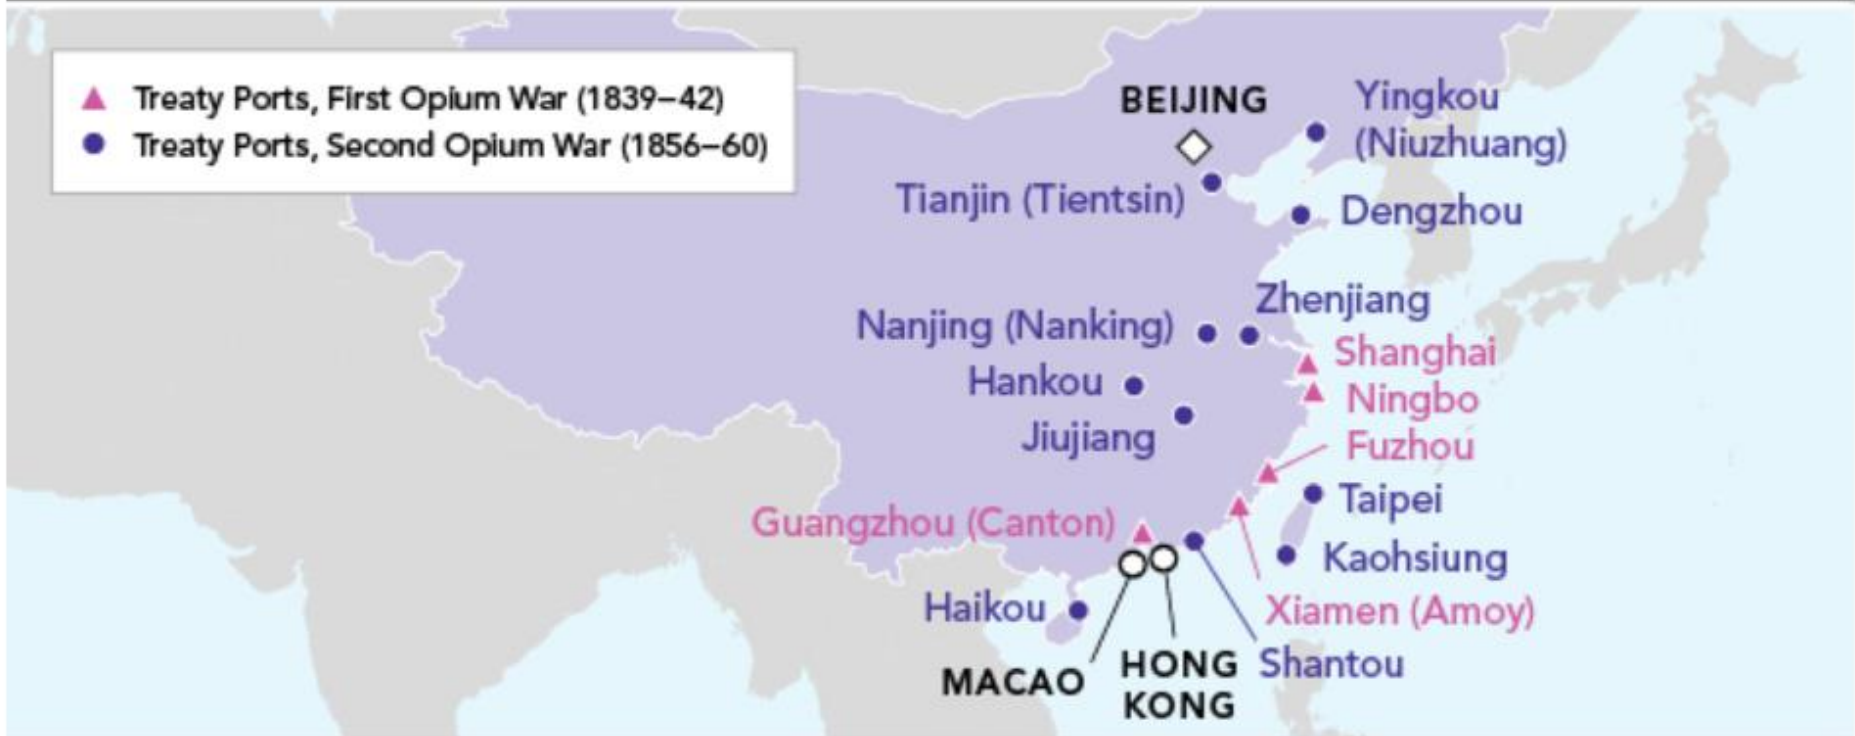 Treaty Ports, First Opium War (1839–42)
Treaty Ports, Second Opium War (1856–60)
BEIJING
Yingkou
(Niuzhuang)
Tianjin (Tientsin)
Dengzhou
Zhenjiang
Nanjing (Nanking)
Shanghai
Hankou
Ningbo
Jiujiang
Fuzhou
Taipei
Guangzhou (Canton)
Kaohsiung
Haikou
Xiamen (Amoy)
MACAO
HONG
KONG
Shantou